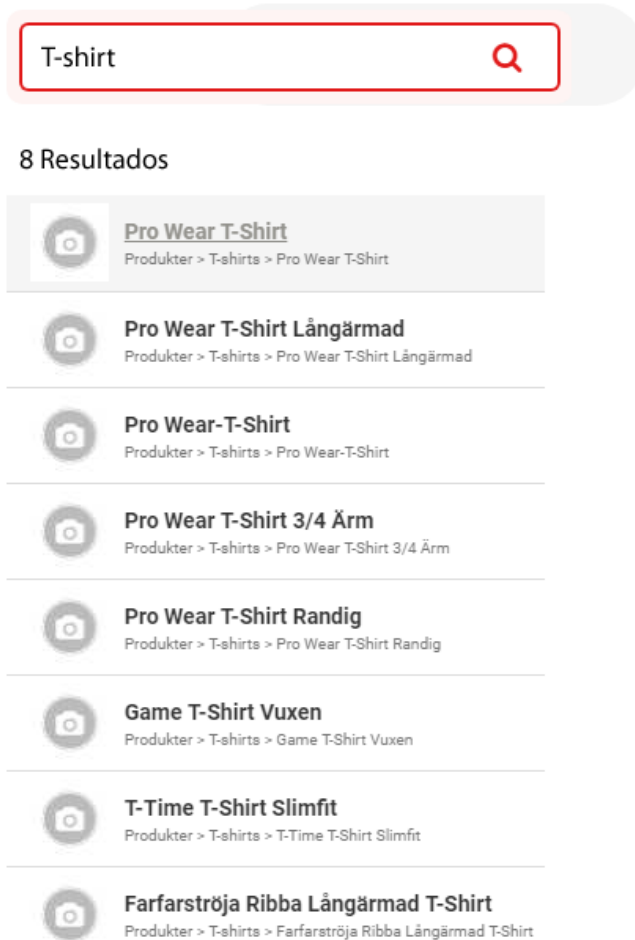 T-shirt
8 Resultados
Pro Wear T-Shirt
Produkter > T-shirts > Pro Wear T-Shirt
Pro Wear T-Shirt Långärmad
Produkter > T-shirts > Pro Wear T-Shirt Långärmad
Pro Wear-T-Shirt
Produkter > T-shirts > Pro Wear-T-Shirt
Pro Wear T-Shirt 3/4 Ärm
Produkter > T-shirts > Pro Wear T-Shirt 3/4 Ärm
Pro Wear T-Shirt Randig
Produkter > T-shirts > Pro Wear T-Shirt Randig
Game T-Shirt Vuxen
Produkter > T-shirts > Game T-Shirt Vuxen
T-Time T-Shirt Slimfit
Produkter > T-shirts > T-Time T-Shirt Slimfit
Farfarströja Ribba Långärmad T-Shirt
Produkter > T-shirts > Farfarströja Ribba Långärmad T-Shirt